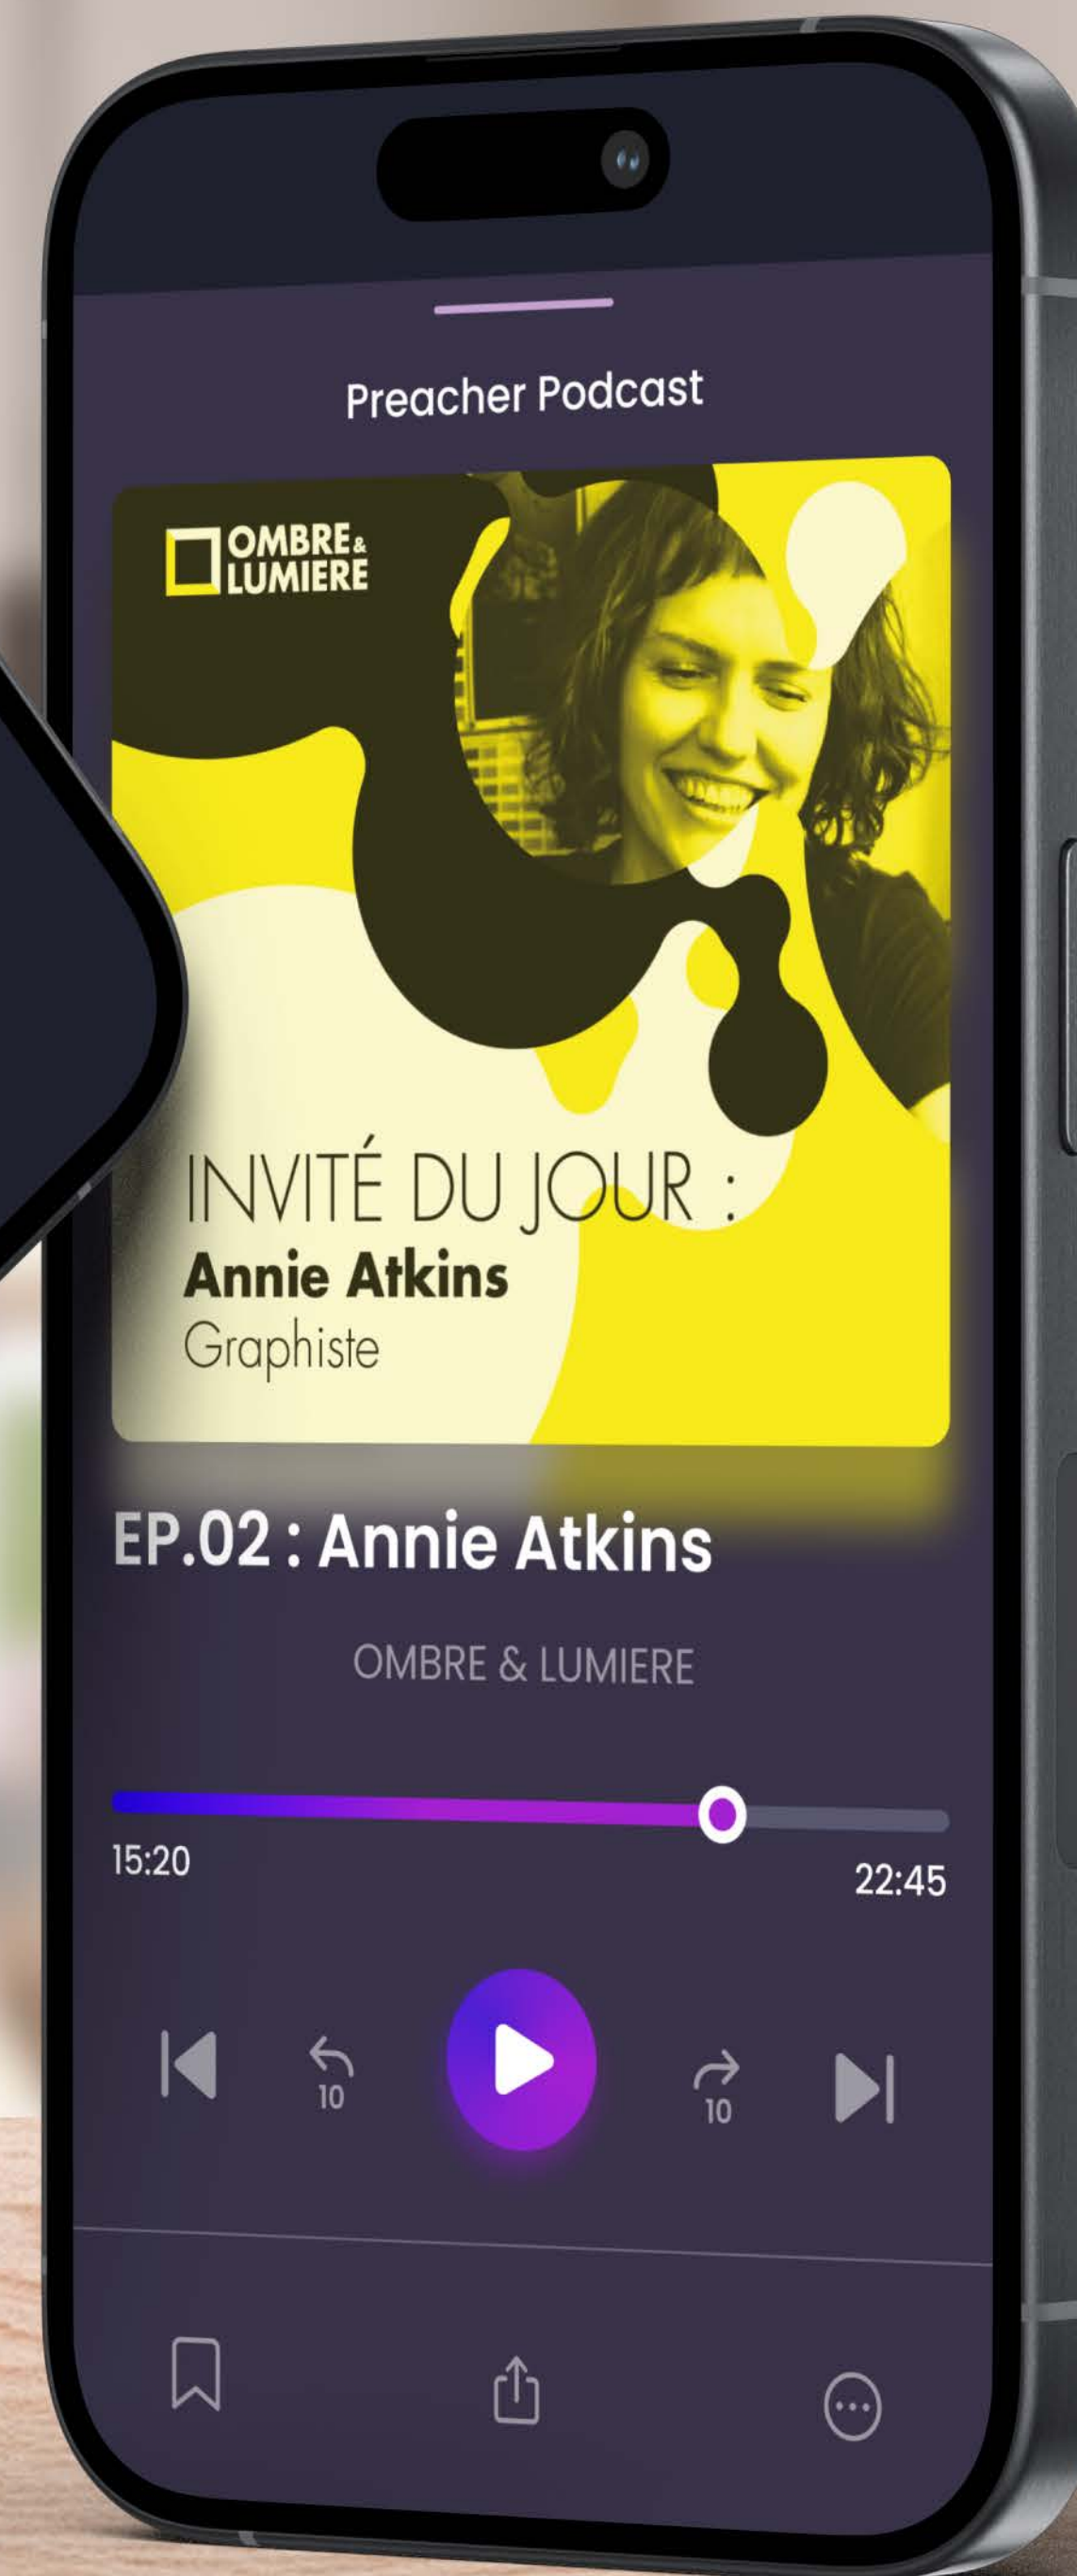 Preacher Podcast
OMBRE &
LUMIERE
INVITÉ DU JOUR :
Annie Atkins
Graphiste
EP.02 : Annie Atkins
OMBRE & LUMIERE
15:20
22:45
10
10